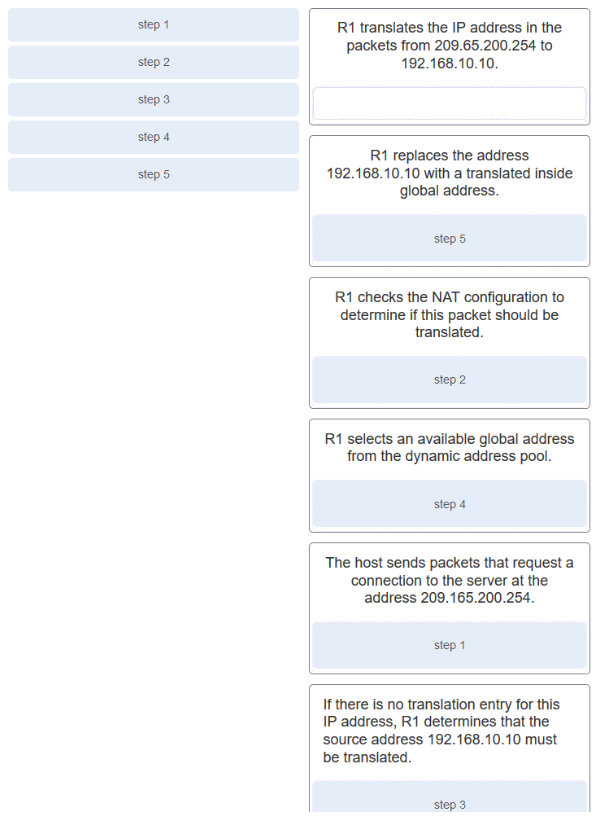 step 1
step 2
step 3
step 4
step 5
R1 translates the IP address in the
packets from 209.65.200.254 to
192.168.10.10.
R1 replaces the address
192.168.10.10 with a translated inside
global address.
step 5
R1 checks the NAT configuration to
determine if this packet should be
translated.
step 2
R1 selects an available global address
from the dynamic address pool.
step 4
The host sends packets that request a
connection to the server at the
address 209.165.200.254.
step 1
If there is no translation entry for this
IP address, R1 determines that the
source address 192.168.10.10 must
be translated.
step 3